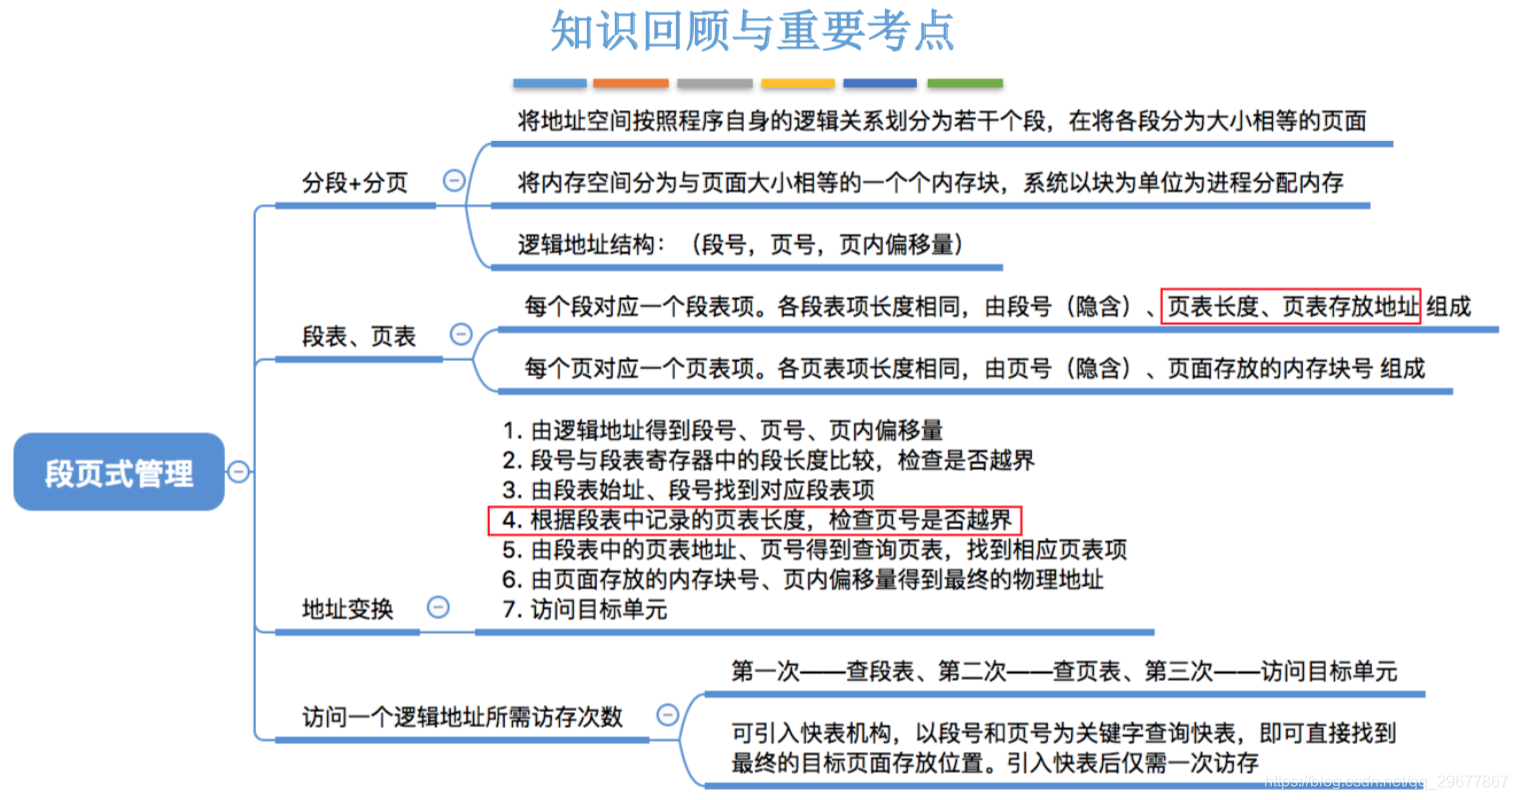 知识回顾与重要考点
将地址空间按照程序自身的逻辑关系划分为若干个段，在将各段分为大小相等的页面
分段+分页
将内存空间分为与页面大小相等的一个个内存块，系统以块为单位为进程分配内存
逻辑地址结构：（段号，页号，页内偏移量）
每个段对应一个段表项。各段表项长度相同，由段号（隐含）、页表长度、页表存放地址 组成
段表、页表
每个页对应一个页表项。各页表项长度相同，由页号（隐含）、页面存放的内存块号 组成
段页式管理
1. 由逻辑地址得到段号、页号、页内偏移量
2. 段号与段表寄存器中的段长度比较，检查是否越界
3. 由段表始址、段号找到对应段表项
4. 根据段表中记录的页表长度，检查页号是否越界
5. 由段表中的页表地址、页号得到查询页表，找到相应页表项
6. 由页面存放的内存块号、页内偏移量得到最终的物理地址
7. 访问目标单元
地址变换
第一次——查段表、第二次——查页表、第三次——访问目标单元
访问一个逻辑地址所需访存次数
可引入快表机构，以段号和页号为关键字查询快表，即可直接找到
最终的目标页面存放位置。引入快表后仅需一次访存
https://blog.csdn.net/qq_29677867